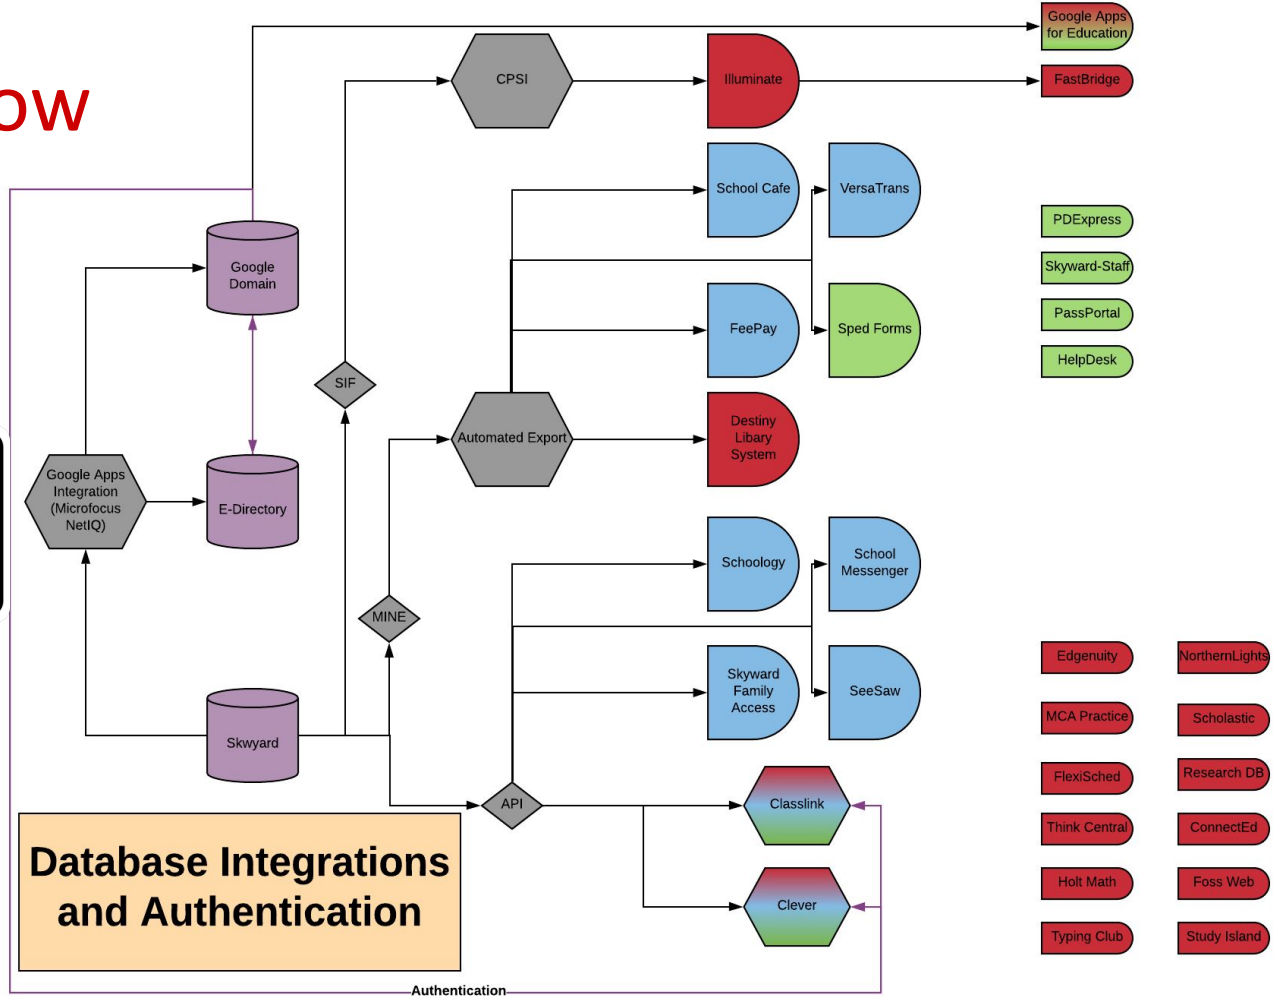 ow
Google Apps
for Education
CPSI
Illuminate
FastBridge
School Cafe
VersaTrans
PDExpress
Google
Domain
Skyward-Staff
PassPortal
FeePay
Sped Forms
HelpDesk
SIF
Destiny
Libary
System
Automated Export
Google Apps
Integration
(Microfocus
NetIQ)
E-Directory
Schoology
School
Messenger
MINE
Edgenuity
NorthernLights
Skyward
Family
Access
SeeSaw
MCA Practice
Scholastic
Skwyard
FlexiSched
Research DB
API
Classlink
Think Central
ConnectEd
Database Integrations
and Authentication
Holt Math
Foss Web
Clever
Typing Club
Study Island
Authentication